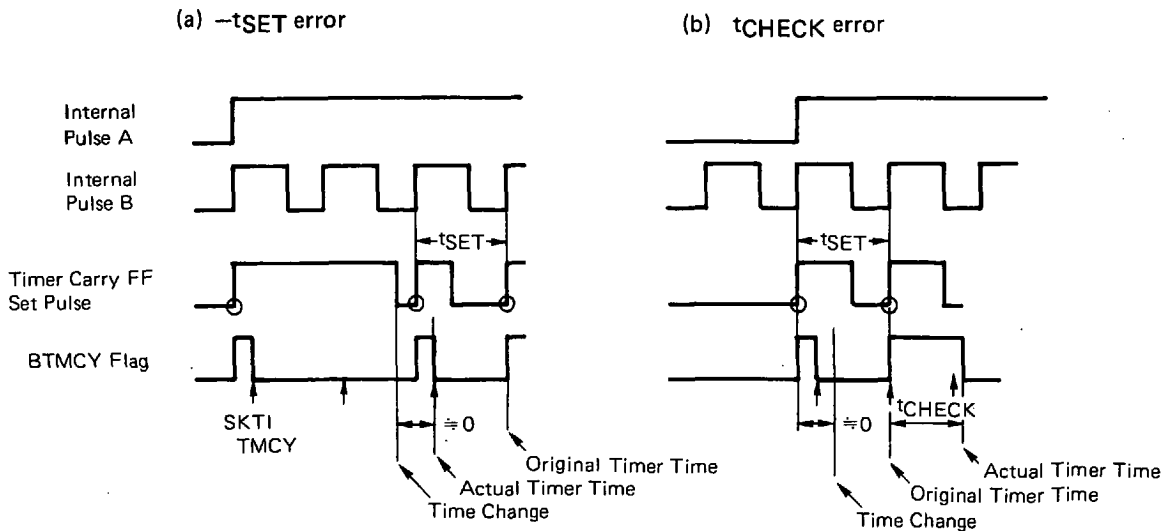 (a) −tSET error
(b) tCHECK error
Internal
Pulse A
Internal
Pulse B
tSET
tSET
Timer Carry FF
Set Pulse
BTMCY Flag
SKTI
TMCY
≒0
Original Timer Time
Actual Timer Time
Time Change
≒0
tCHECK
Actual Timer Time
Original Timer Time
Time Change